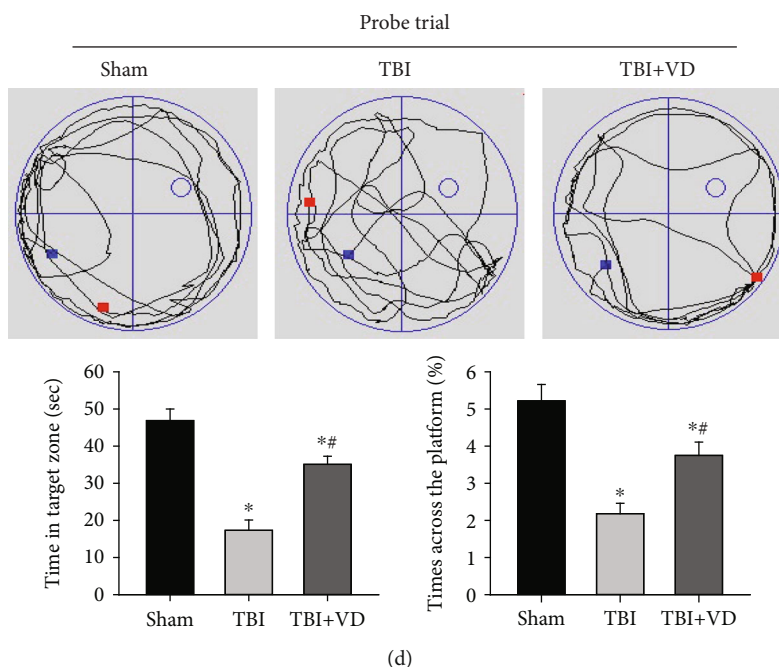 Probe trial
Sham TBI TBI+VD
Time in target zone (sec)
60
50
40
30
20
10
0
*
*#
Sham TBI TBI+VD
Times across the platform (%)
6
5
4
3
2
1
0
*
*#
Sham TBI TBI+VD
(d)